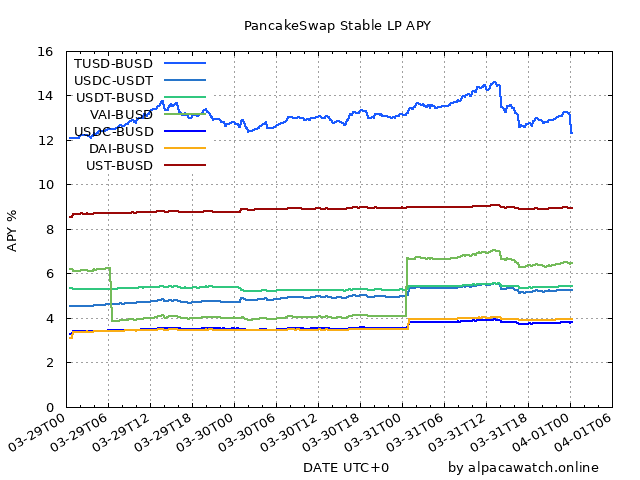 PancakeSwap Stable LP APY
16
14
12
10
8
6
4
2
0
APY %
TUSD-BUSD
USDC-USDT
USDT-BUSD
VAI-BUSD
USDC-BUSD
DAI-BUSD
UST-BUSD
03-29T00
03-29T06
03-29T12
03-29T18
03-30T00
03-30T06
03-30T12
03-30T18
03-31T00
03-31T06
03-31T12
03-31T18
04-01T00
04-01T06
DATE UTC+0
by alpacawatch.online